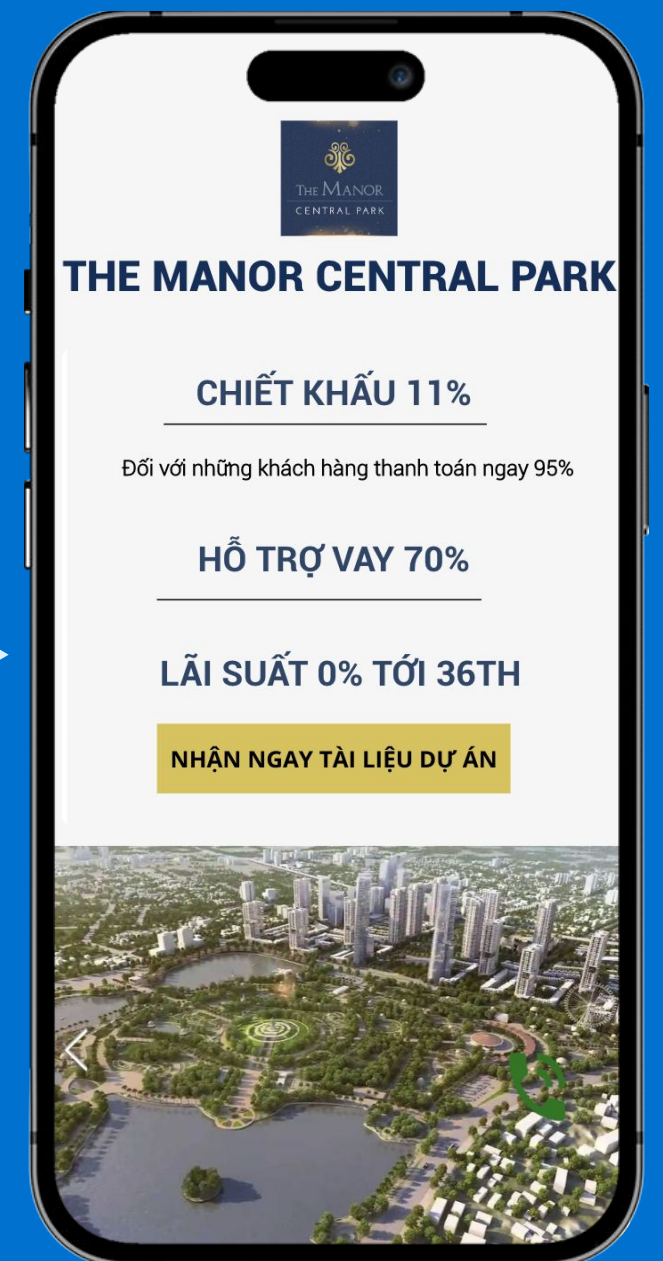 THE MANOR
CENTRAL PARK
THE MANOR CENTRAL PARK
CHIẾT KHẤU 11%
Đối với những khách hàng thanh toán ngay 95%
HỖ TRỢ VAY 70%
LÃI SUẤT 0% TỚI 36TH
NHẬN NGAY TÀI LIỆU DỰ ÁN